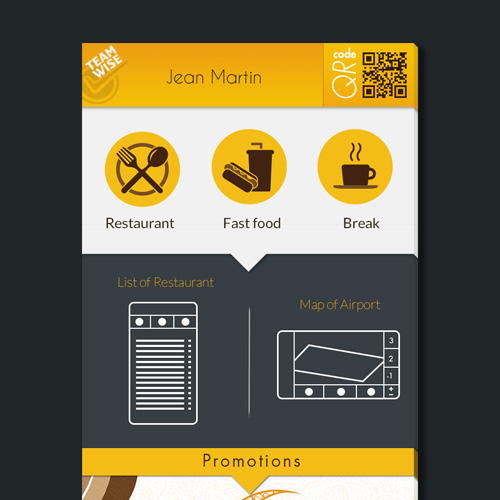 TEAM
WISE
Jean Martin
QR
code
Restaurant
Fast food
Break
List of Restaurant
Map of Airport
3
2
-1
+
-
Promotions